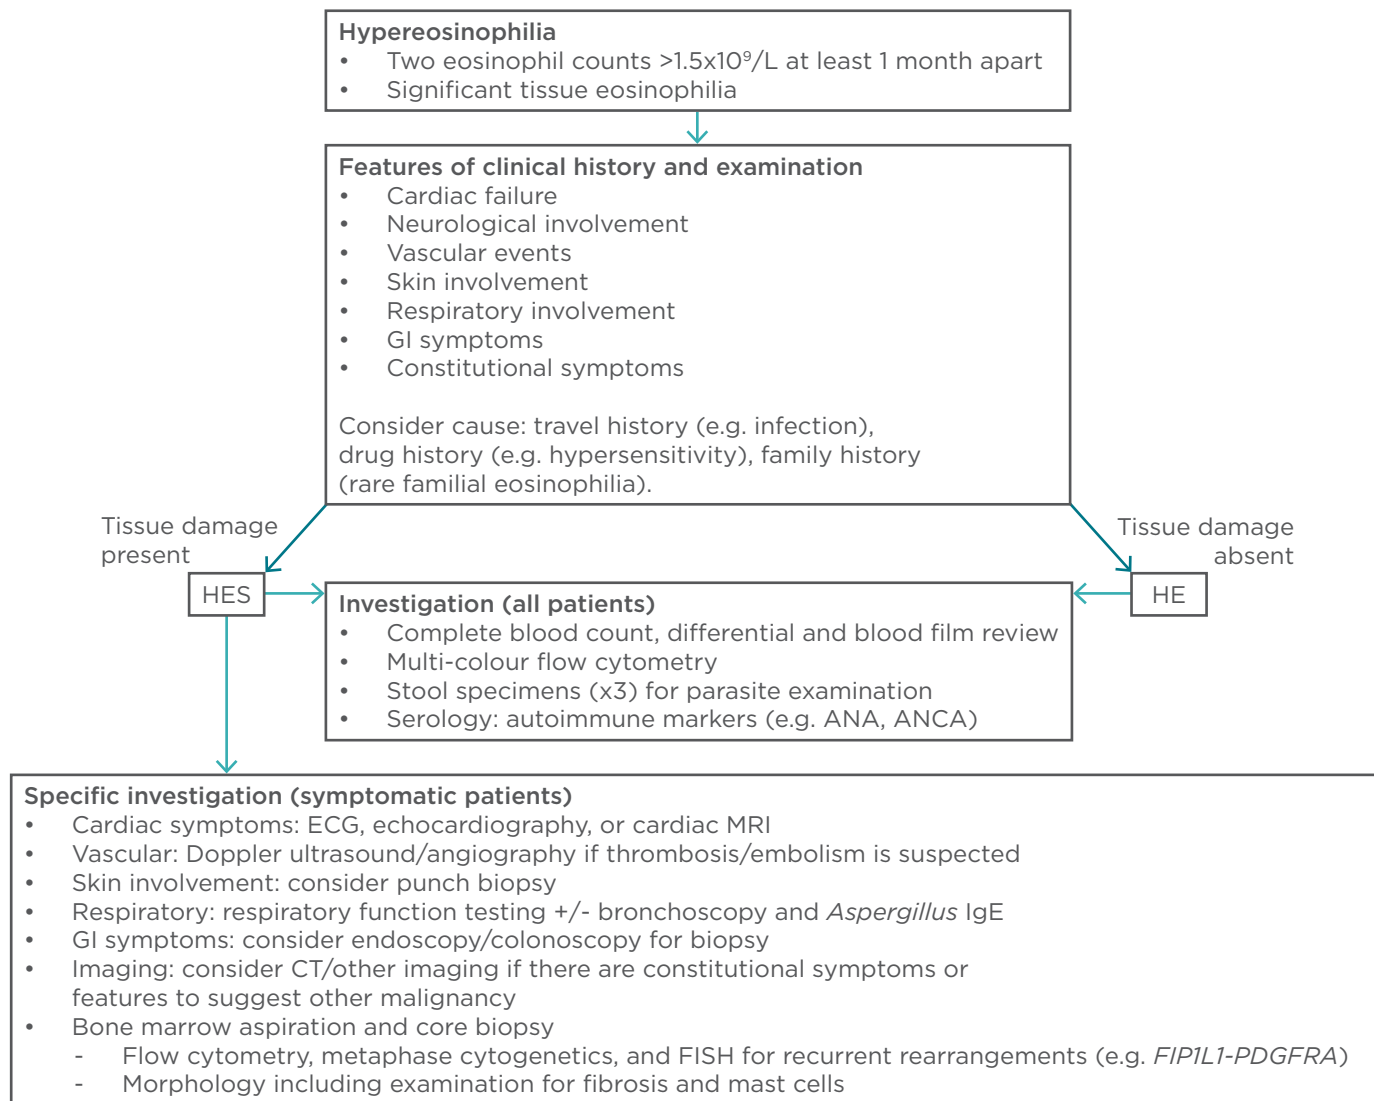 Hypereosinophilia
• Two eosinophil counts >1.5x10⁹/L at least 1 month apart
• Significant tissue eosinophilia
Features of clinical history and examination
• Cardiac failure
• Neurological involvement
• Vascular events
• Skin involvement
• Respiratory involvement
• GI symptoms
• Constitutional symptoms
Consider cause: travel history (e.g. infection),
drug history (e.g. hypersensitivity), family history
(rare familial eosinophilia).
Tissue damage
present
Tissue damage
absent
HES
HE
Investigation (all patients)
• Complete blood count, differential and blood film review
• Multi-colour flow cytometry
• Stool specimens (x3) for parasite examination
• Serology: autoimmune markers (e.g. ANA, ANCA)
Specific investigation (symptomatic patients)
• Cardiac symptoms: ECG, echocardiography, or cardiac MRI
• Vascular: Doppler ultrasound/angiography if thrombosis/embolism is suspected
• Skin involvement: consider punch biopsy
• Respiratory: respiratory function testing +/- bronchoscopy and Aspergillus IgE
• GI symptoms: consider endoscopy/colonoscopy for biopsy
• Imaging: consider CT/other imaging if there are constitutional symptoms or
features to suggest other malignancy
• Bone marrow aspiration and core biopsy
- Flow cytometry, metaphase cytogenetics, and FISH for recurrent rearrangements (e.g. FIP1L1-PDGFRA)
- Morphology including examination for fibrosis and mast cells